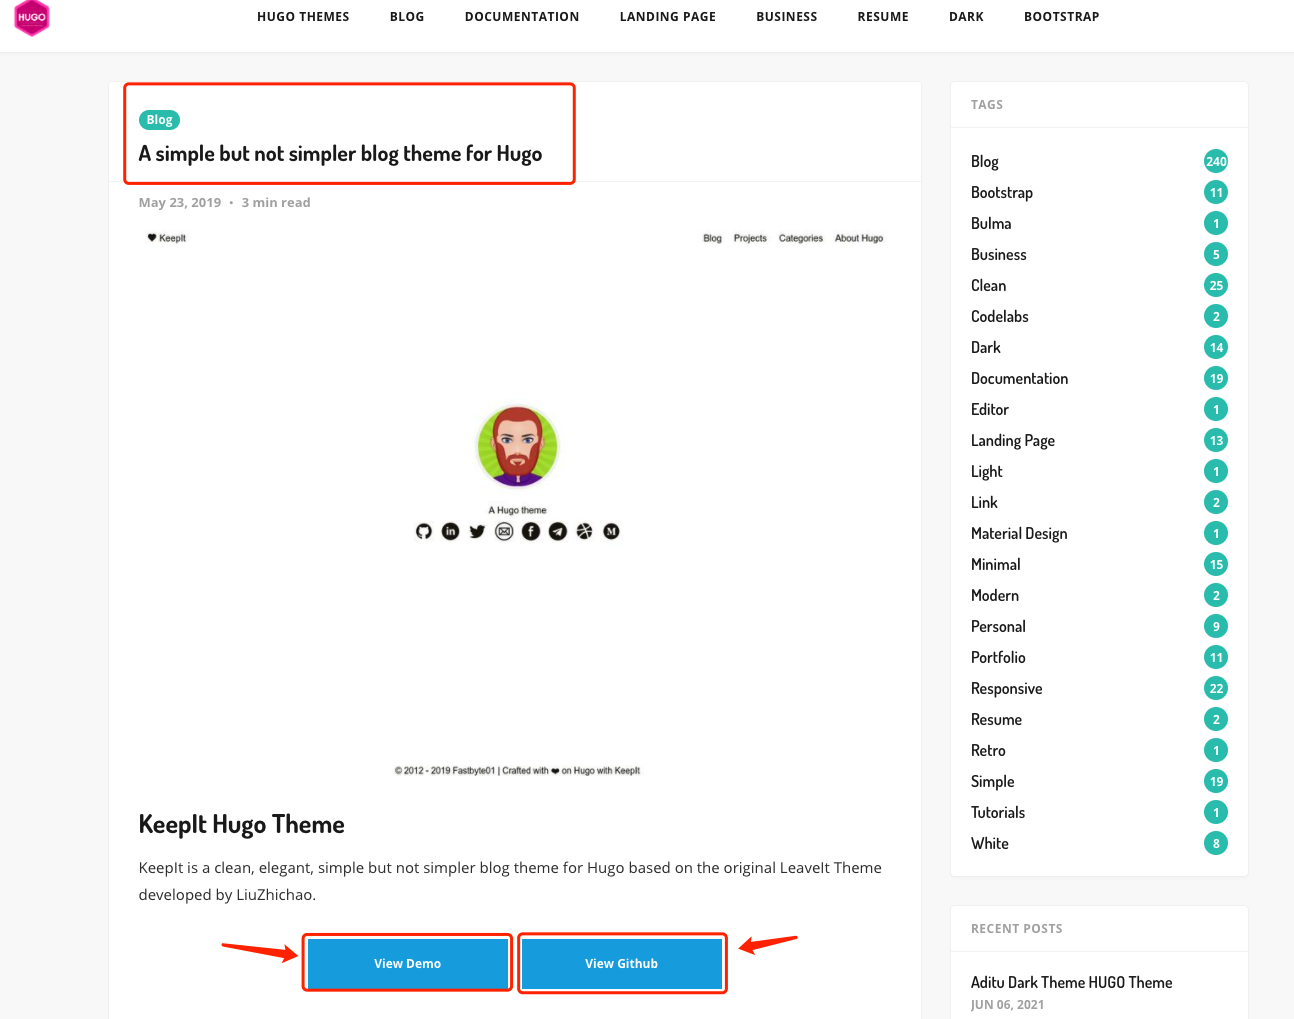 HUGO
HUGO THEMES BLOG DOCUMENTATION LANDING PAGE BUSINESS RESUME DARK BOOTSTRAP
Blog
A simple but not simpler blog theme for Hugo
May 23, 2019 • 3 min read
KeepIt Blog Projects Categories About Hugo
A Hugo theme
in f M
© 2012 - 2019 Fastbyte01 | Crafted with ❤ on Hugo with KeepIt
KeepIt Hugo Theme
KeepIt is a clean, elegant, simple but not simpler blog theme for Hugo based on the original LeaveIt Theme
developed by LiuZhichao.
View Demo View Github
TAGS
Blog 240
Bootstrap 11
Bulma 1
Business 5
Clean 25
Codelabs 2
Dark 14
Documentation 19
Editor 1
Landing Page 13
Light 1
Link 2
Material Design 1
Minimal 15
Modern 2
Personal 9
Portfolio 11
Responsive 22
Resume 2
Retro 1
Simple 19
Tutorials 1
White 8
RECENT POSTS
Aditu Dark Theme HUGO Theme
JUN 06, 2021